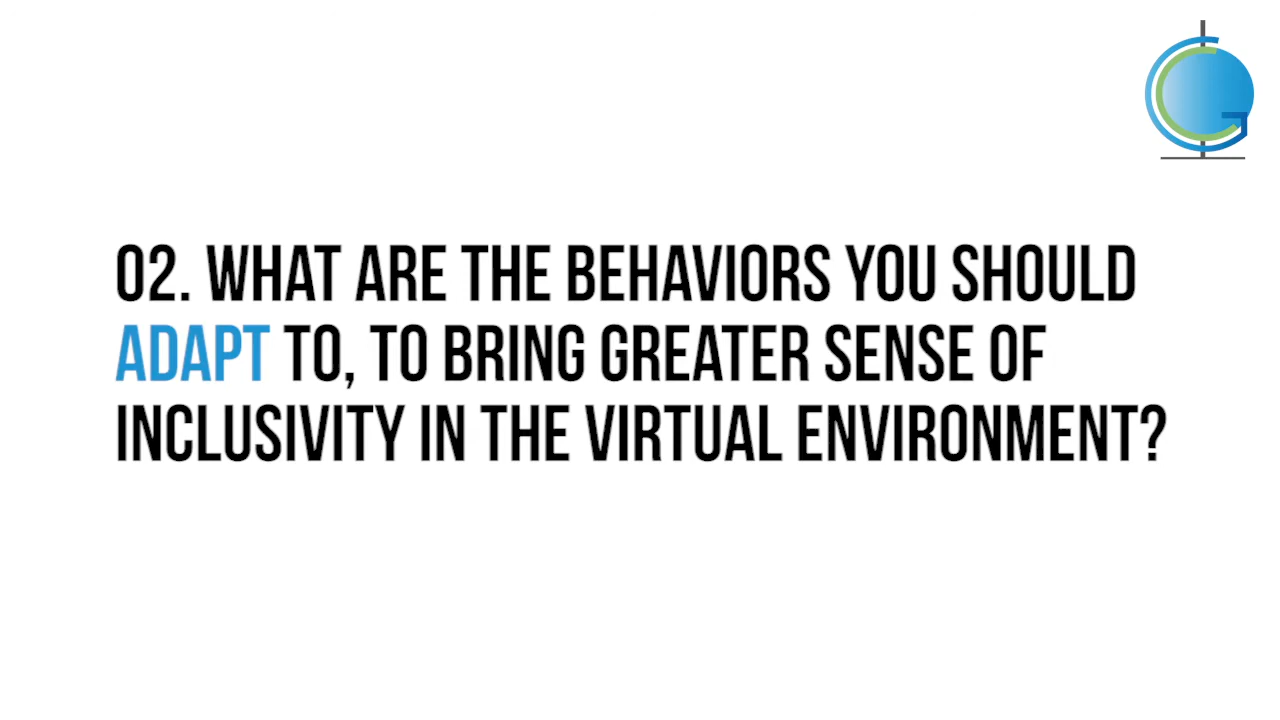 02. WHAT ARE THE BEHAVIORS YOU SHOULD
ADAPT TO, TO BRING GREATER SENSE OF
INCLUSIVITY IN THE VIRTUAL ENVIRONMENT?